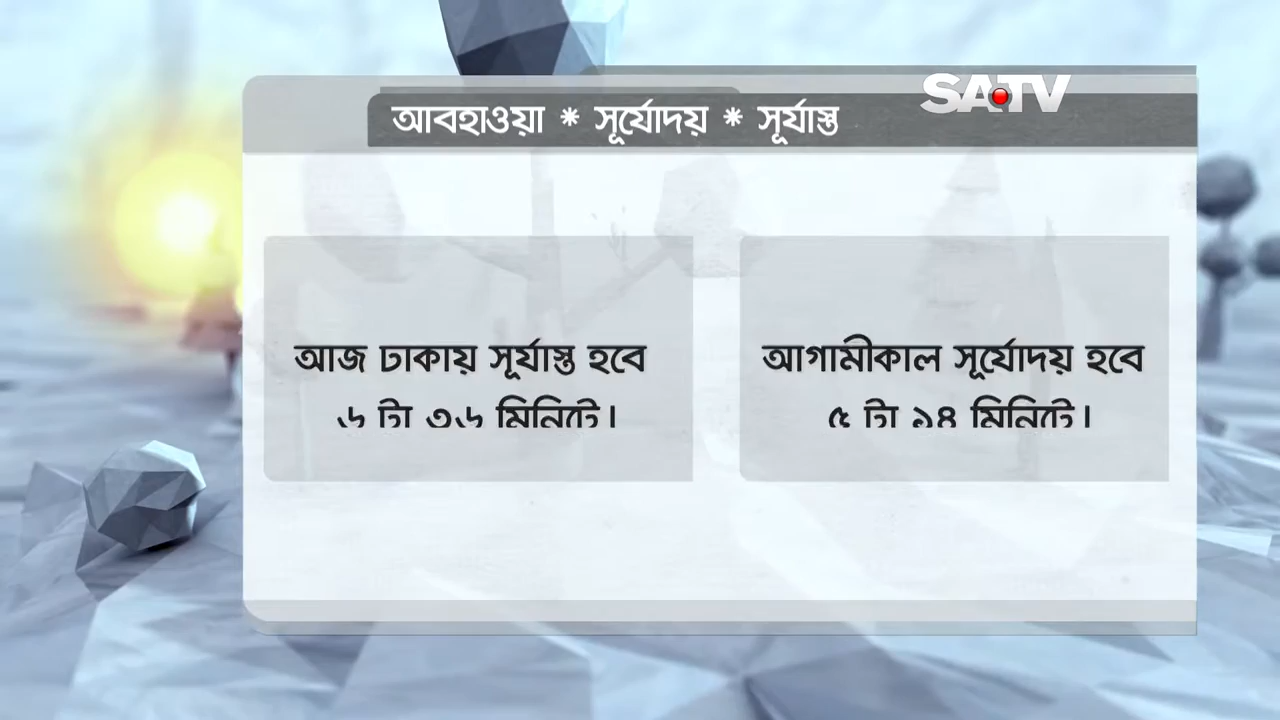 SATV
আবহাওয়া * সূর্যোদয় * সূর্যাস্ত
আজ ঢাকায় সূর্যাস্ত হবে
৬ টা ৩৬ মিনিটে।
আগামীকাল সূর্যোদয় হবে
৫ টা ১৪ মিনিটে।